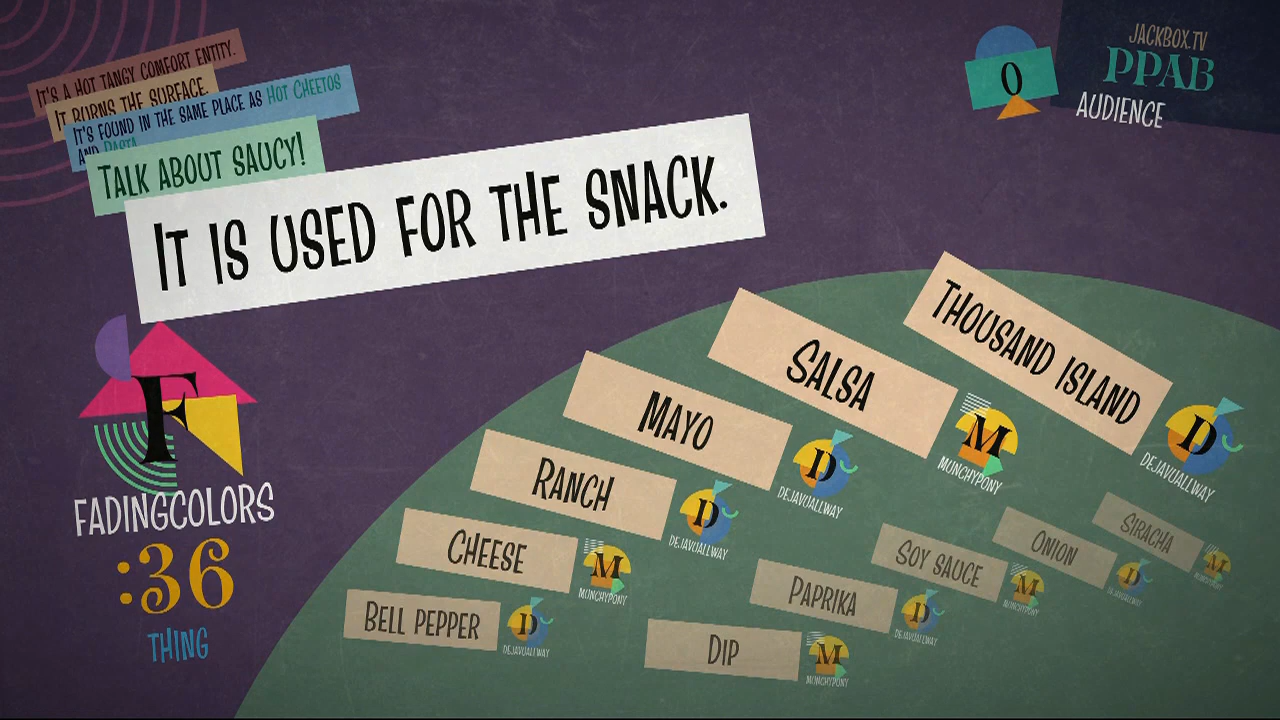 It's a hot tangy comfort entity.
It burns the surface.
It's found in the same place as Hot Cheetos
and Pasta
Talk about saucy!
It is used for the snack.
JACKBOX.TV
PPAB
0
AUDIENCE
F
FADINGCOLORS
:36
THING
Thousand island
D
DEJAVUALLWAY
Salsa
M
MUNCHYPONY
Mayo
D
DEJAVUALLWAY
Ranch
D
DEJAVUALLWAY
Cheese
M
MUNCHYPONY
Bell pepper
D
DEJAVUALLWAY
Siracha
M
MUNCHYPONY
Onion
D
DEJAVUALLWAY
Soy sauce
M
MUNCHYPONY
Paprika
D
DEJAVUALLWAY
Dip
M
MUNCHYPONY